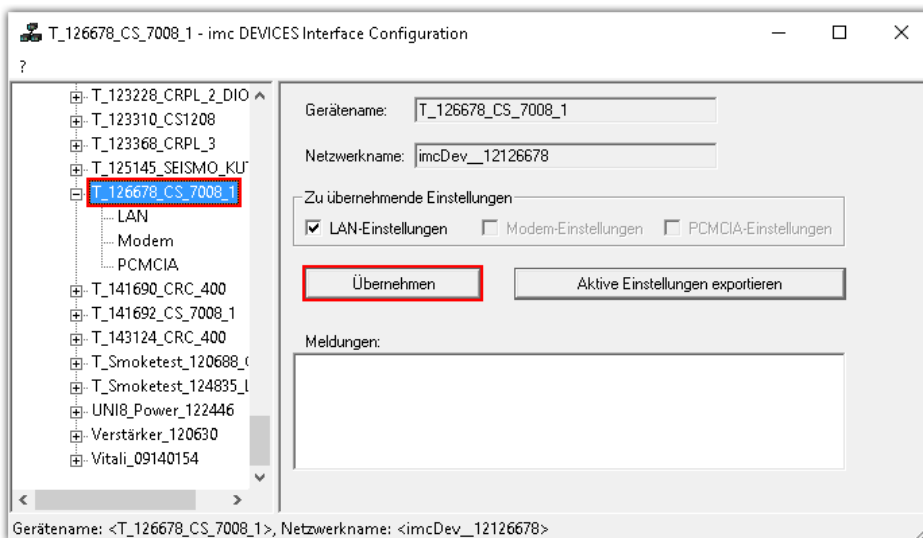 T_126678_CS_7008_1 - imc DEVICES Interface Configuration
?
T_123228_CRPL_2_DIO
T_123310_CS1208
T_123368_CRPL_3
T_125145_SEISMO_KU
T_126678_CS_7008_1
LAN
Modem
PCMCIA
T_141690_CRC_400
T_141692_CS_7008_1
T_143124_CRC_400
T_Smoketest_120688_
T_Smoketest_124835_L
UNI8_Power_122446
Verstärker_120630
Vitali_09140154
Gerätename: T_126678_CS_7008_1
Netzwerkname: imcDev__12126678
Zu übernehmende Einstellungen
LAN-Einstellungen Modem-Einstellungen PCMCIA-Einstellungen
Übernehmen Aktive Einstellungen exportieren
Meldungen:
Gerätename: <T_126678_CS_7008_1>, Netzwerkname: <imcDev__12126678>